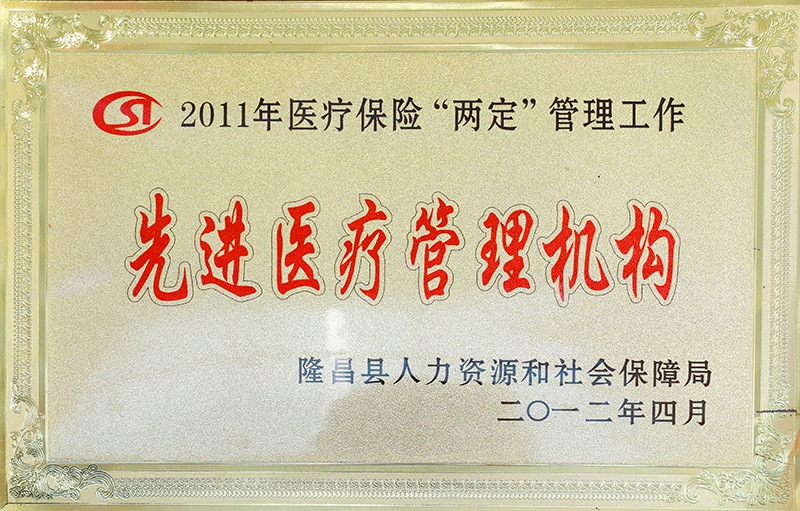 CSI 2011年医疗保险“两定”管理工作
先进医疗管理机构
隆昌县人力资源和社会保障局
二〇一二年四月